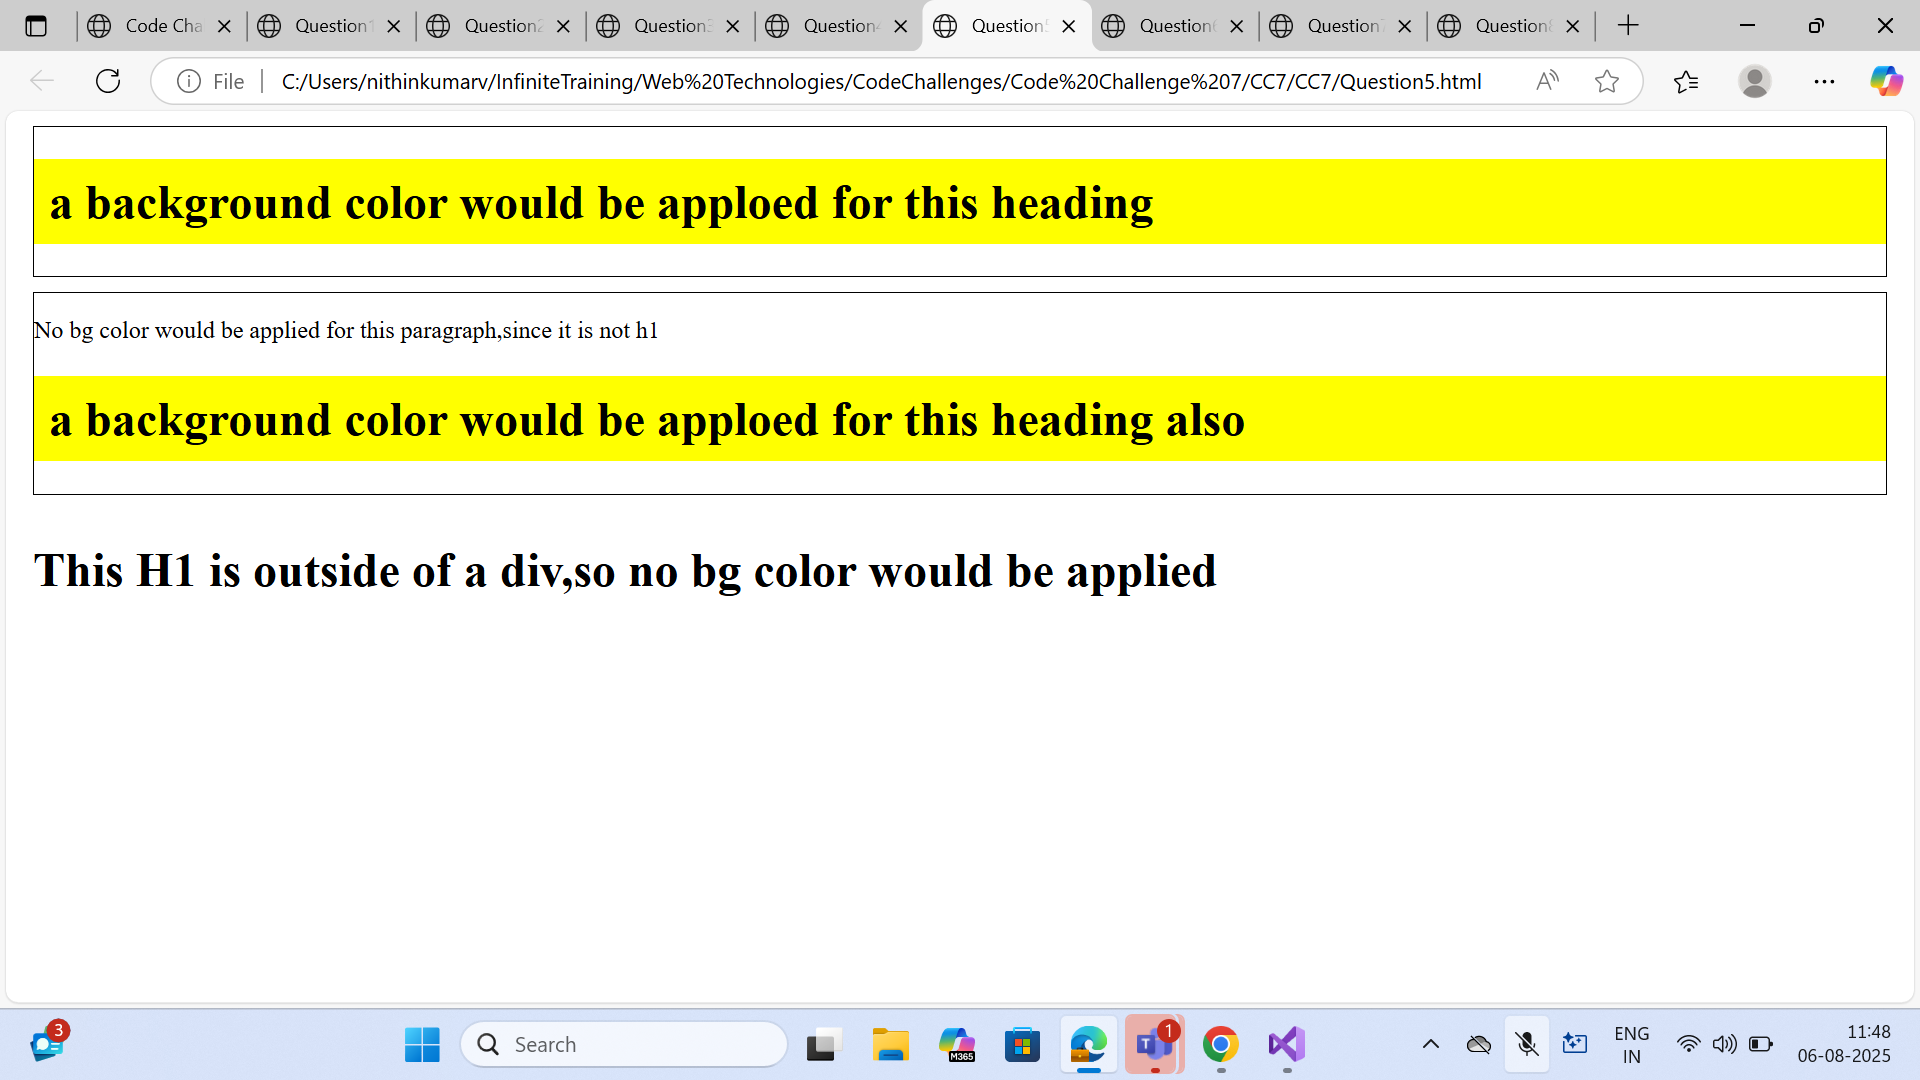 Code Cha
Question1
Question2
Question3
Question4
Question5
Question6
Question7
Question8
File
C:/Users/nithinkumarv/InfiniteTraining/Web%20Technologies/CodeChallenges/Code%20Challenge%207/CC7/CC7/Question5.html
a background color would be apploed for this heading
No bg color would be applied for this paragraph,since it is not h1
a background color would be apploed for this heading also
This H1 is outside of a div,so no bg color would be applied
3
Search
M365
T
1
ENG
IN
11:48
06-08-2025